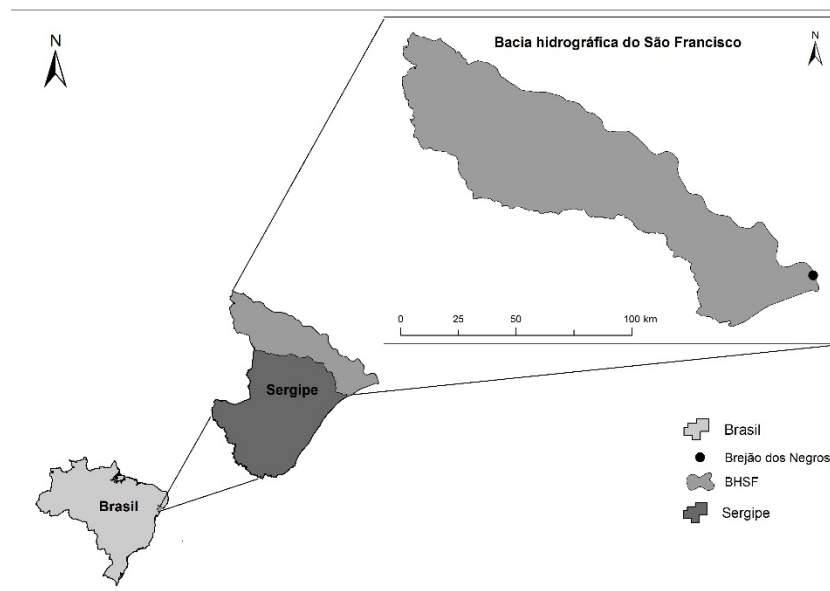 N
Bacia hidrográfica do São Francisco
N
0 25 50 100 km
Sergipe
Brasil
Brasil
Brejão dos Negros
BHSF
Sergipe